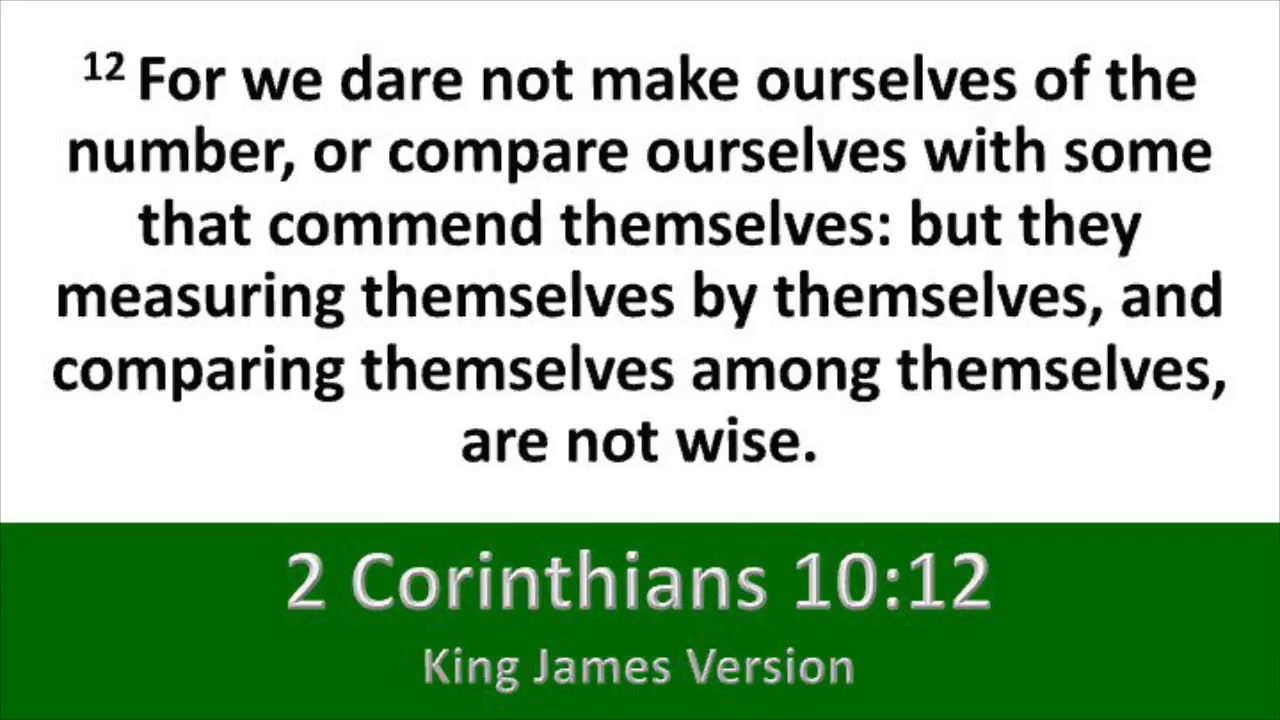 12 For we dare not make ourselves of the
number, or compare ourselves with some
that commend themselves: but they
measuring themselves by themselves, and
comparing themselves among themselves,
are not wise.
2 Corinthians 10:12
King James Version